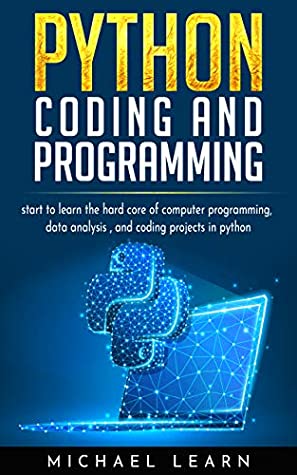 PYTHON
CODING AND
PROGRAMMING
start to learn the hard core of computer programming,
data analysis , and coding projects in python
MICHAEL LEARN